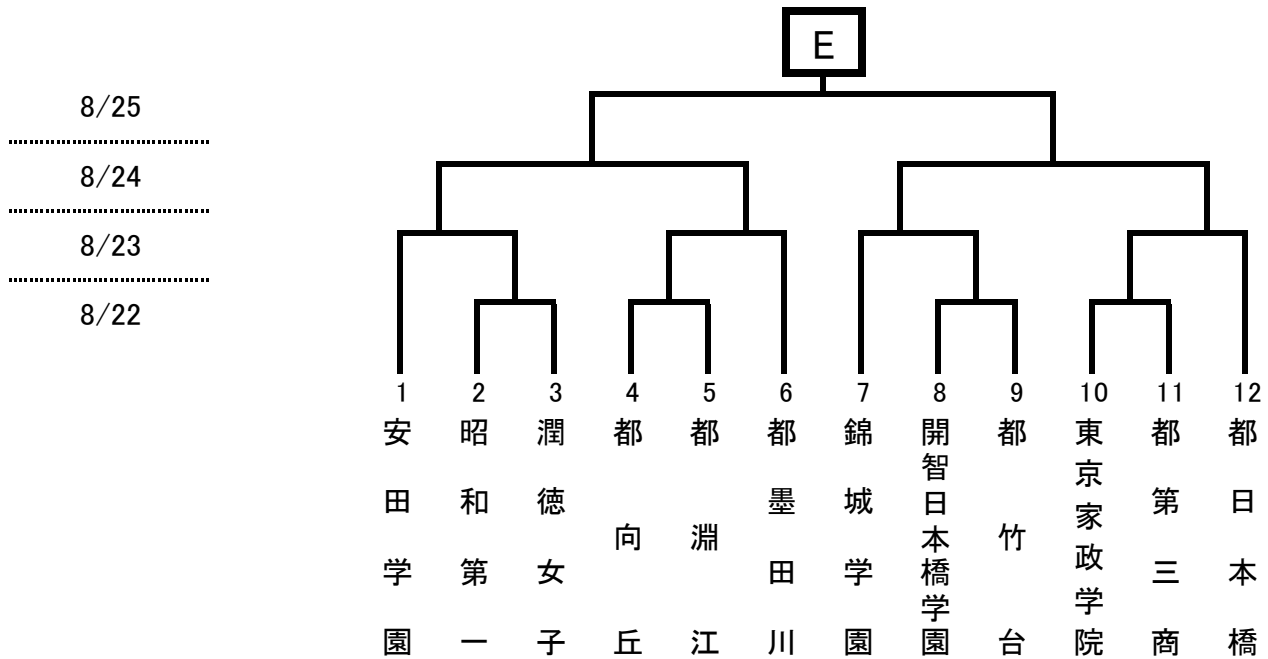 E
8/25
8/24
8/23
8/22
1
2
3
4
5
6
7
8
9
10
11
12
安田学園
昭和第一
潤徳女子
都向丘
都淵江
都墨田川
錦城学園
開智日本橋学園
都竹台
東京家政学院
都第三商
都日本橋